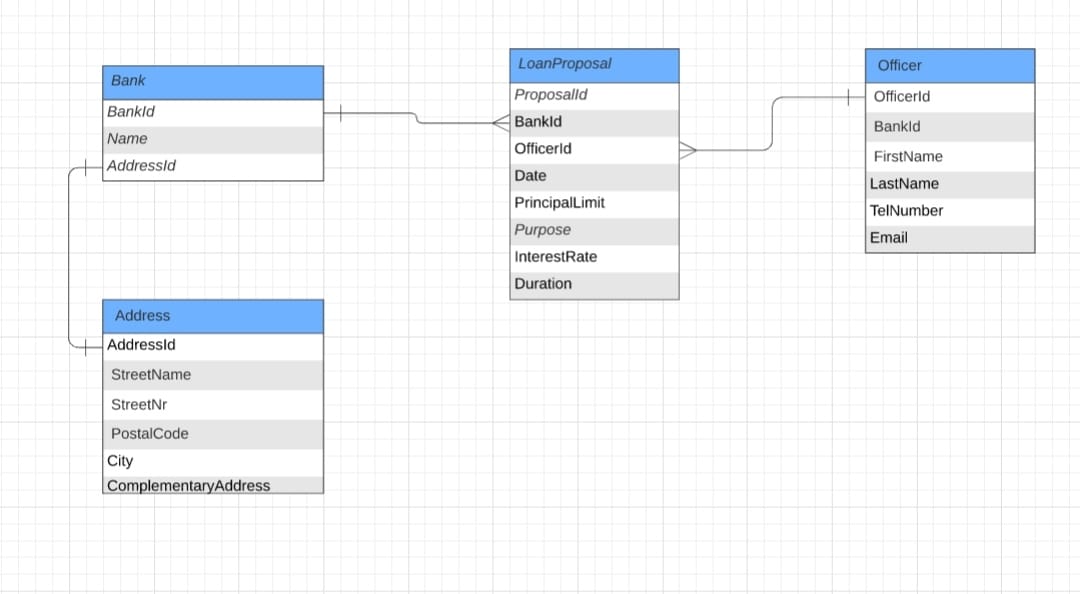 Bank
BankId
Name
AddressId
LoanProposal
ProposalId
BankId
OfficerId
Date
PrincipalLimit
Purpose
InterestRate
Duration
Officer
OfficerId
BankId
FirstName
LastName
TelNumber
Email
Address
AddressId
StreetName
StreetNr
PostalCode
City
ComplementaryAddress